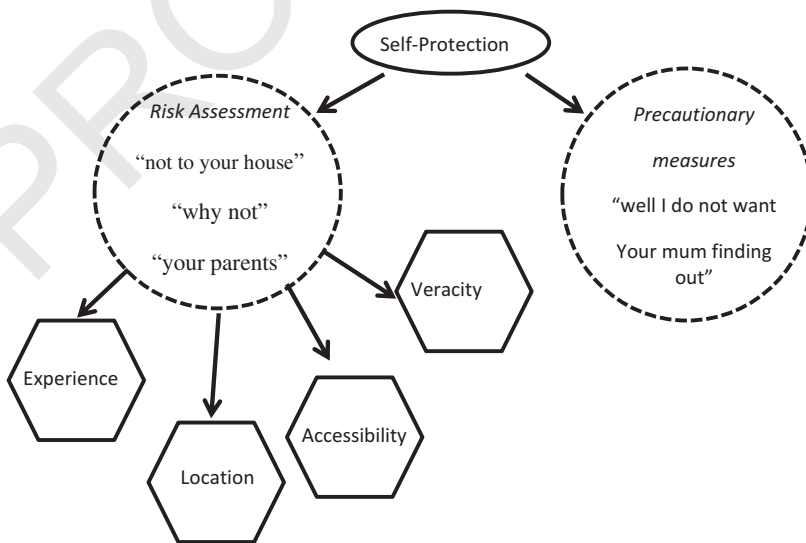 Self-Protection
Risk Assessment
“not to your house”
“why not”
“your parents”
Precautionary
measures
“well I do not want
Your mum finding
out”
Veracity
Experience
Accessibility
Location
PRO